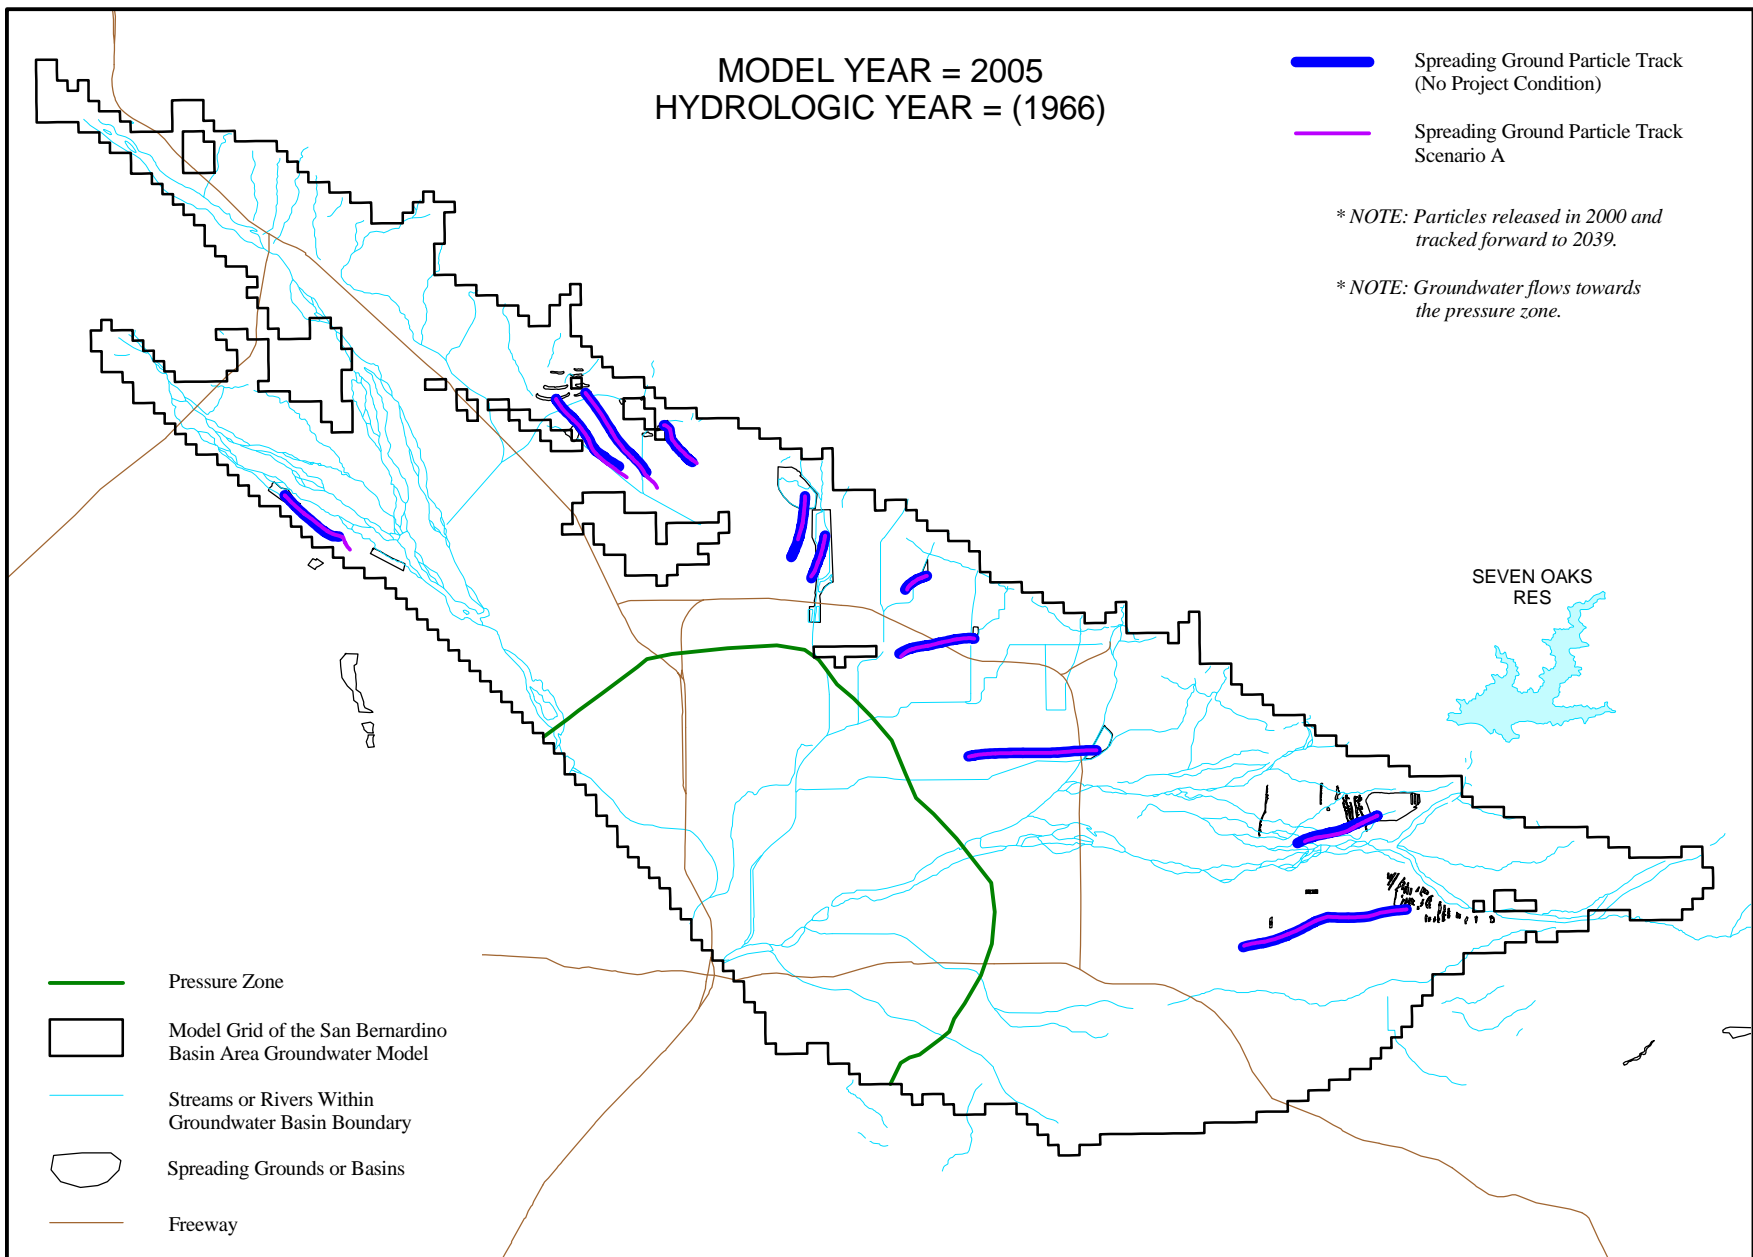 MODEL YEAR = 2005
HYDROLOGIC YEAR = (1966)
Spreading Ground Particle Track
(No Project Condition)
Spreading Ground Particle Track
Scenario A
* NOTE: Particles released in 2000 and
tracked forward to 2039.
* NOTE: Groundwater flows towards
the pressure zone.
SEVEN OAKS
RES
Pressure Zone
Model Grid of the San Bernardino
Basin Area Groundwater Model
Streams or Rivers Within
Groundwater Basin Boundary
Spreading Grounds or Basins
Freeway